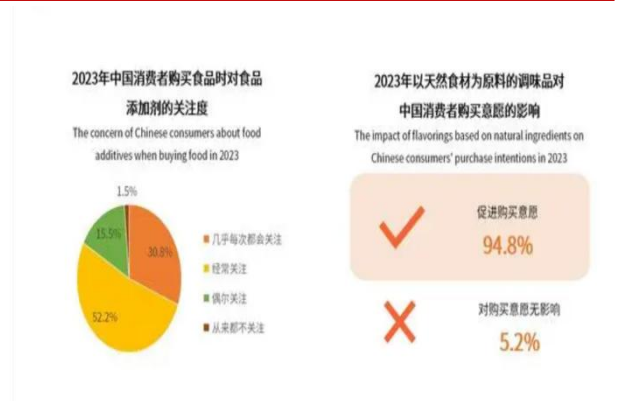 2023年中国消费者购买食品时对食品
添加剂的关注度
The concern of Chinese consumers about food
additives when buying food in 2023
1.5%
15.5%
30.8%
52.2%
几乎每次都会关注
经常关注
偶尔关注
从来都不关注
2023年以天然食材为原料的调味品对
中国消费者购买意愿的影响
The impact of flavorings based on natural ingredients on
Chinese consumers' purchase intentions in 2023
促进购买意愿
94.8%
对购买意愿无影响
5.2%